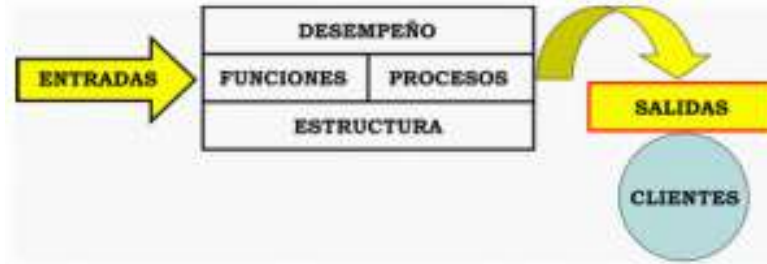 DESEMPEÑO
ENTRADAS
FUNCIONES
PROCESOS
ESTRUCTURA
SALIDAS
CLIENTES